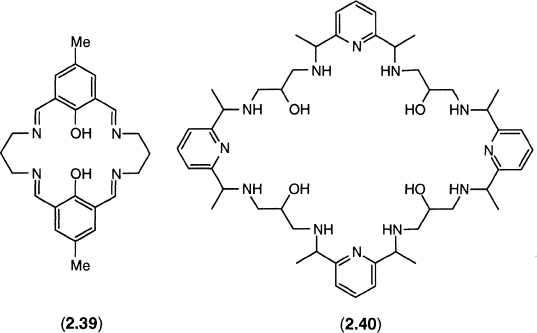 Me
OH
N N
OH
N N
Me
(2.39)
N
NH HN
HN OH HO NH
N N
NH OH HO HN
NH HN
N
(2.40)